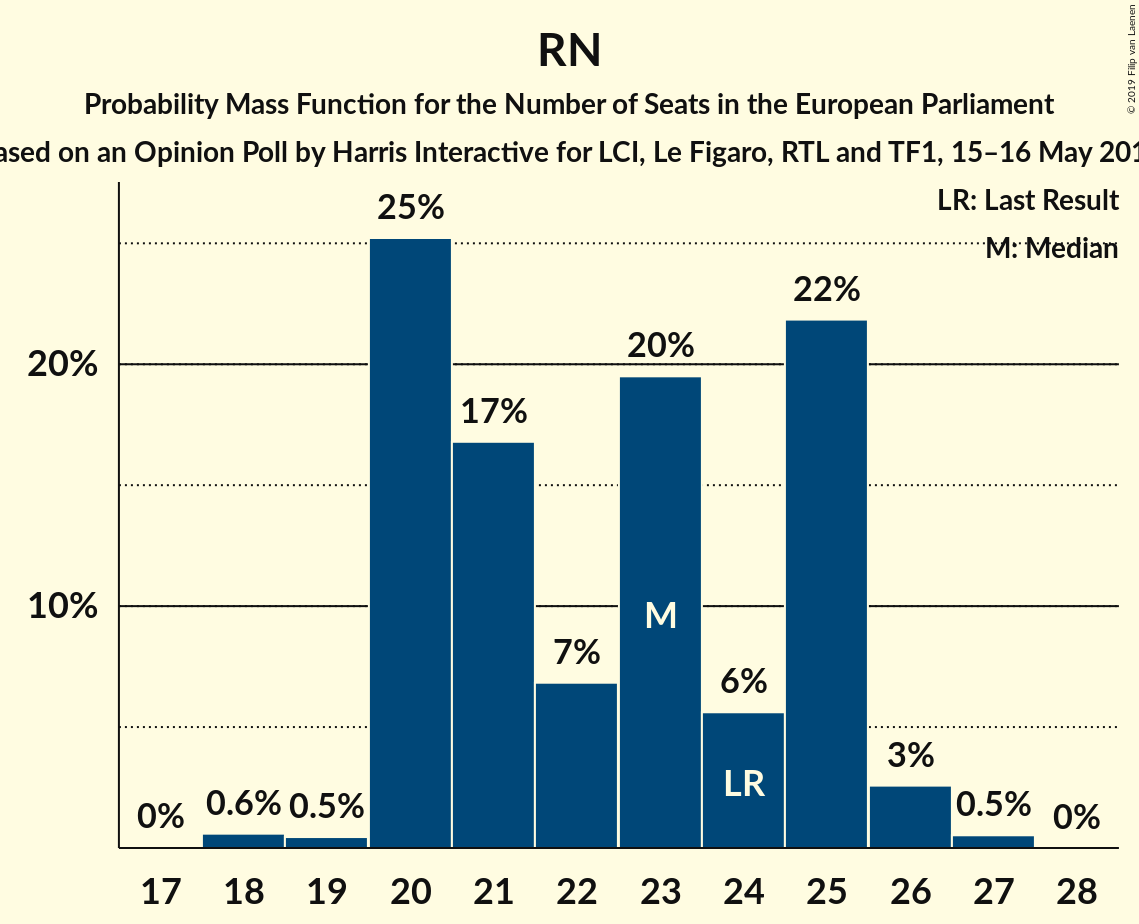 RN
Probability Mass Function for the Number of Seats in the European Parliament
ased on an Opinion Poll by Harris Interactive for LCI, Le Figaro, RTL and TF1, 15–16 May 201
© 2019 Filip van Laenen
LR: Last Result
M: Median
25%
22%
20%
20%
17%
10%
M
7%
6%
LR
3%
0%
0.6%
0.5%
0.5%
0%
17 18 19 20 21 22 23 24 25 26 27 28